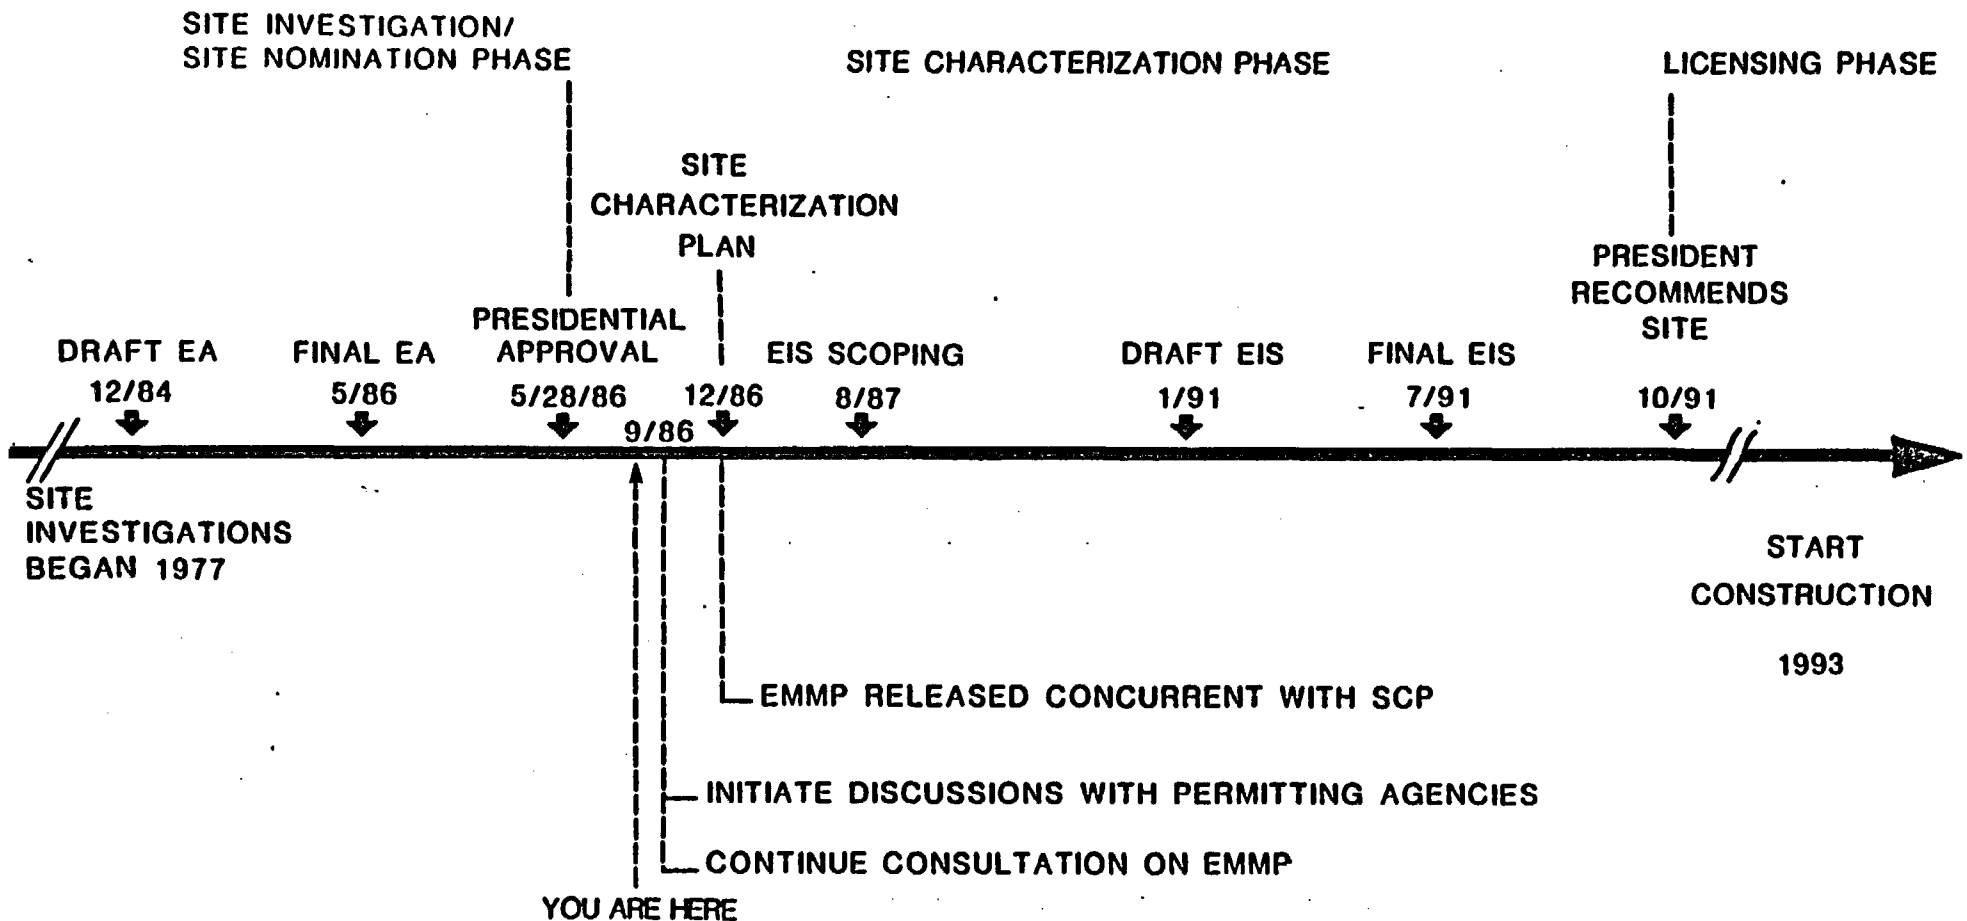 SITE INVESTIGATION/
SITE NOMINATION PHASE
SITE CHARACTERIZATION PHASE
LICENSING PHASE
SITE
CHARACTERIZATION
PLAN
PRESIDENT
RECOMMENDS
SITE
DRAFT EA
12/84
FINAL EA
5/86
PRESIDENTIAL
APPROVAL
5/28/86
12/86
EIS SCOPING
8/87
DRAFT EIS
1/91
FINAL EIS
7/91
10/91
9/86
SITE
INVESTIGATIONS
BEGAN 1977
START
CONSTRUCTION
1993
EMMP RELEASED CONCURRENT WITH SCP
INITIATE DISCUSSIONS WITH PERMITTING AGENCIES
CONTINUE CONSULTATION ON EMMP
YOU ARE HERE